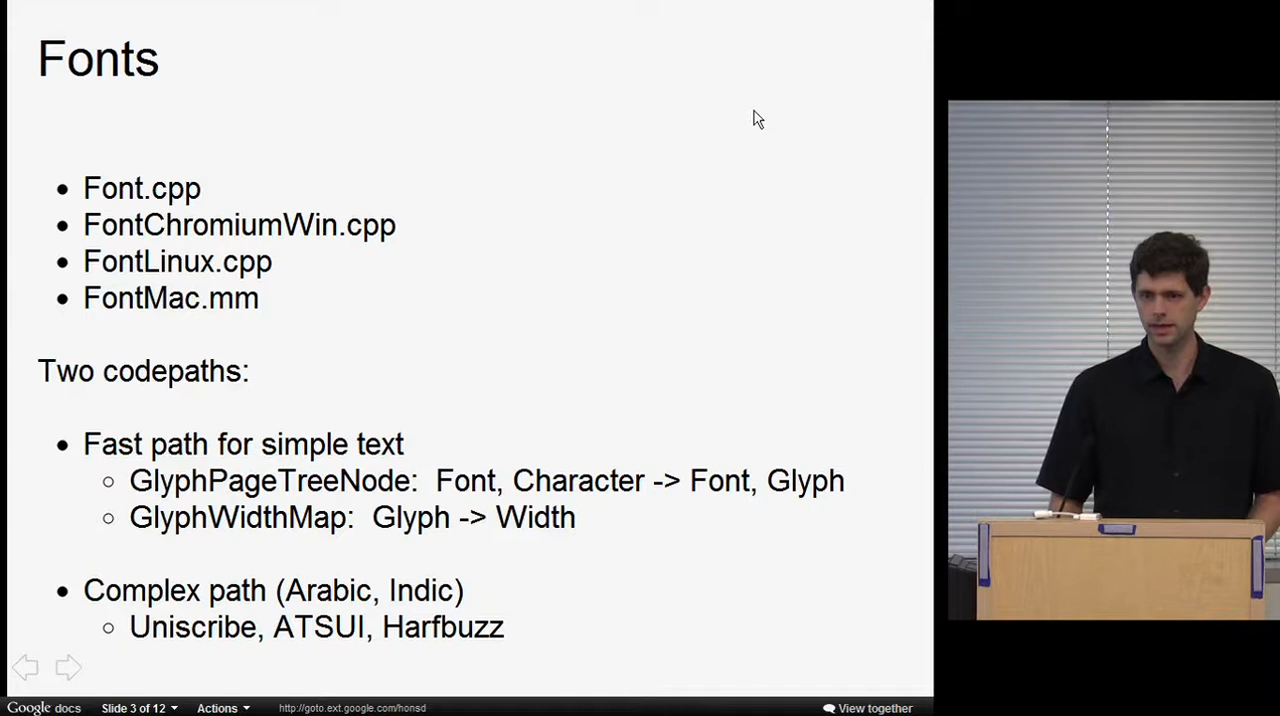 Fonts
• Font.cpp
• FontChromiumWin.cpp
• FontLinux.cpp
• FontMac.mm
Two codepaths:
• Fast path for simple text
○ GlyphPageTreeNode: Font, Character -> Font, Glyph
○ GlyphWidthMap: Glyph -> Width
• Complex path (Arabic, Indic)
○ Uniscribe, ATSUI, Harfbuzz
Google docs Slide 3 of 12 Actions http://goto.ext.google.com/honsd View together